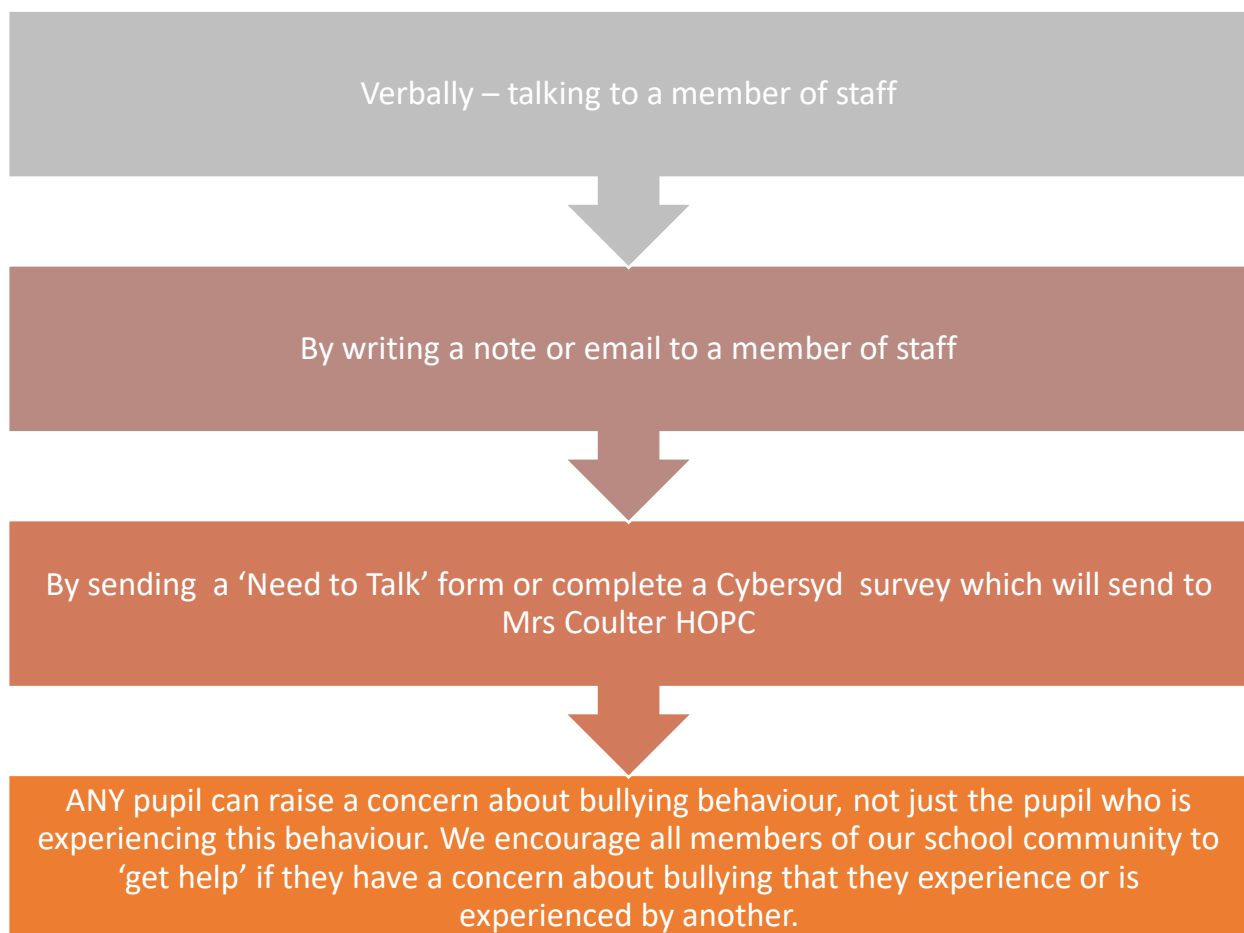 Verbally – talking to a member of staff
By writing a note or email to a member of staff
By sending  a ‘Need to Talk’ form or complete a Cybersyd  survey which will send to
Mrs Coulter HOPC
ANY pupil can raise a concern about bullying behaviour, not just the pupil who is
experiencing this behaviour. We encourage all members of our school community to
‘get help’ if they have a concern about bullying that they experience or is
experienced by another.